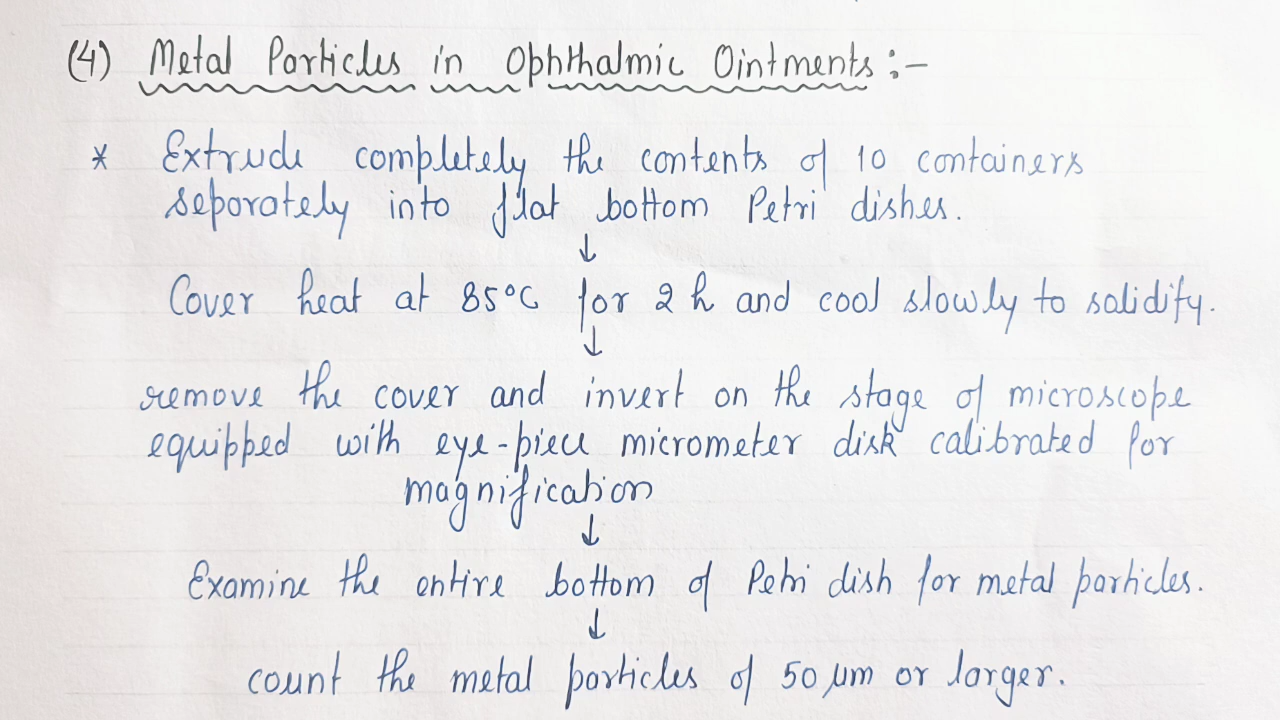 (4) Metal Particles in Ophthalmic Ointments :-
* Extrude completely the contents of 10 containers
separately into flat bottom Petri dishes.
↓
Cover heat at 85°C for 2 h and cool slowly to solidify.
↓
remove the cover and invert on the stage of microscope
equipped with eye-piece micrometer disk calibrated for
magnification
↓
Examine the entire bottom of Petri dish for metal particles.
↓
count the metal particles of 50 μm or larger.